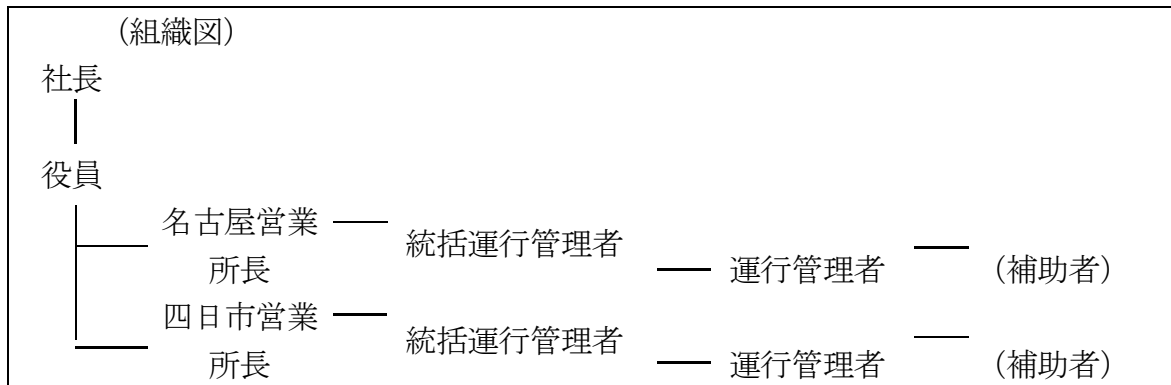 （組織図）
社長
役員
名古屋営業
所長
統括運行管理者
運行管理者
（補助者）
四日市営業
所長
統括運行管理者
運行管理者
（補助者）